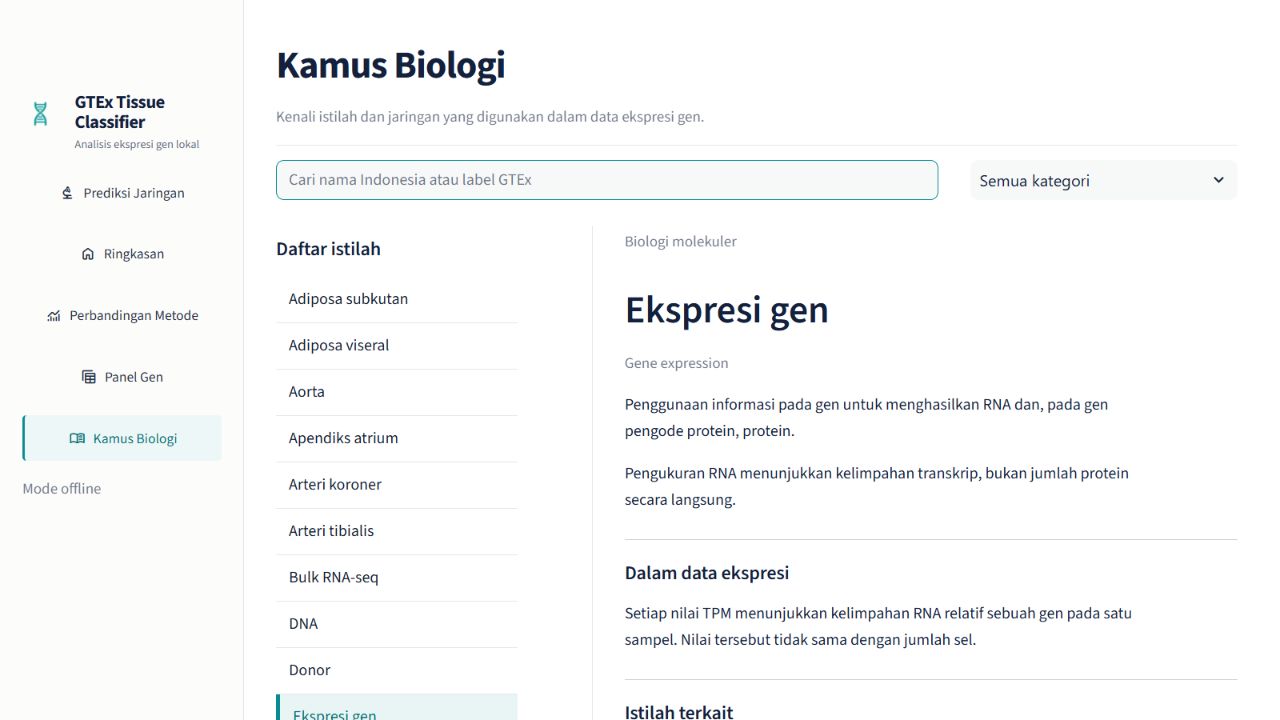 GTEx Tissue
Classifier
Analisis ekspresi gen lokal
Prediksi Jaringan
Ringkasan
Perbandingan Metode
Panel Gen
Kamus Biologi
Mode offline
Kamus Biologi
Kenali istilah dan jaringan yang digunakan dalam data ekspresi gen.
Cari nama Indonesia atau label GTEx
Semua kategori
Daftar istilah
Adiposa subkutan
Adiposa viseral
Aorta
Apendiks atrium
Arteri koroner
Arteri tibialis
Bulk RNA-seq
DNA
Donor
Ekspresi gen
Biologi molekuler
Ekspresi gen
Gene expression
Penggunaan informasi pada gen untuk menghasilkan RNA dan, pada gen
pengode protein, protein.
Pengukuran RNA menunjukkan kelimpahan transkrip, bukan jumlah protein
secara langsung.
Dalam data ekspresi
Setiap nilai TPM menunjukkan kelimpahan RNA relatif sebuah gen pada satu
sampel. Nilai tersebut tidak sama dengan jumlah sel.
Istilah terkait